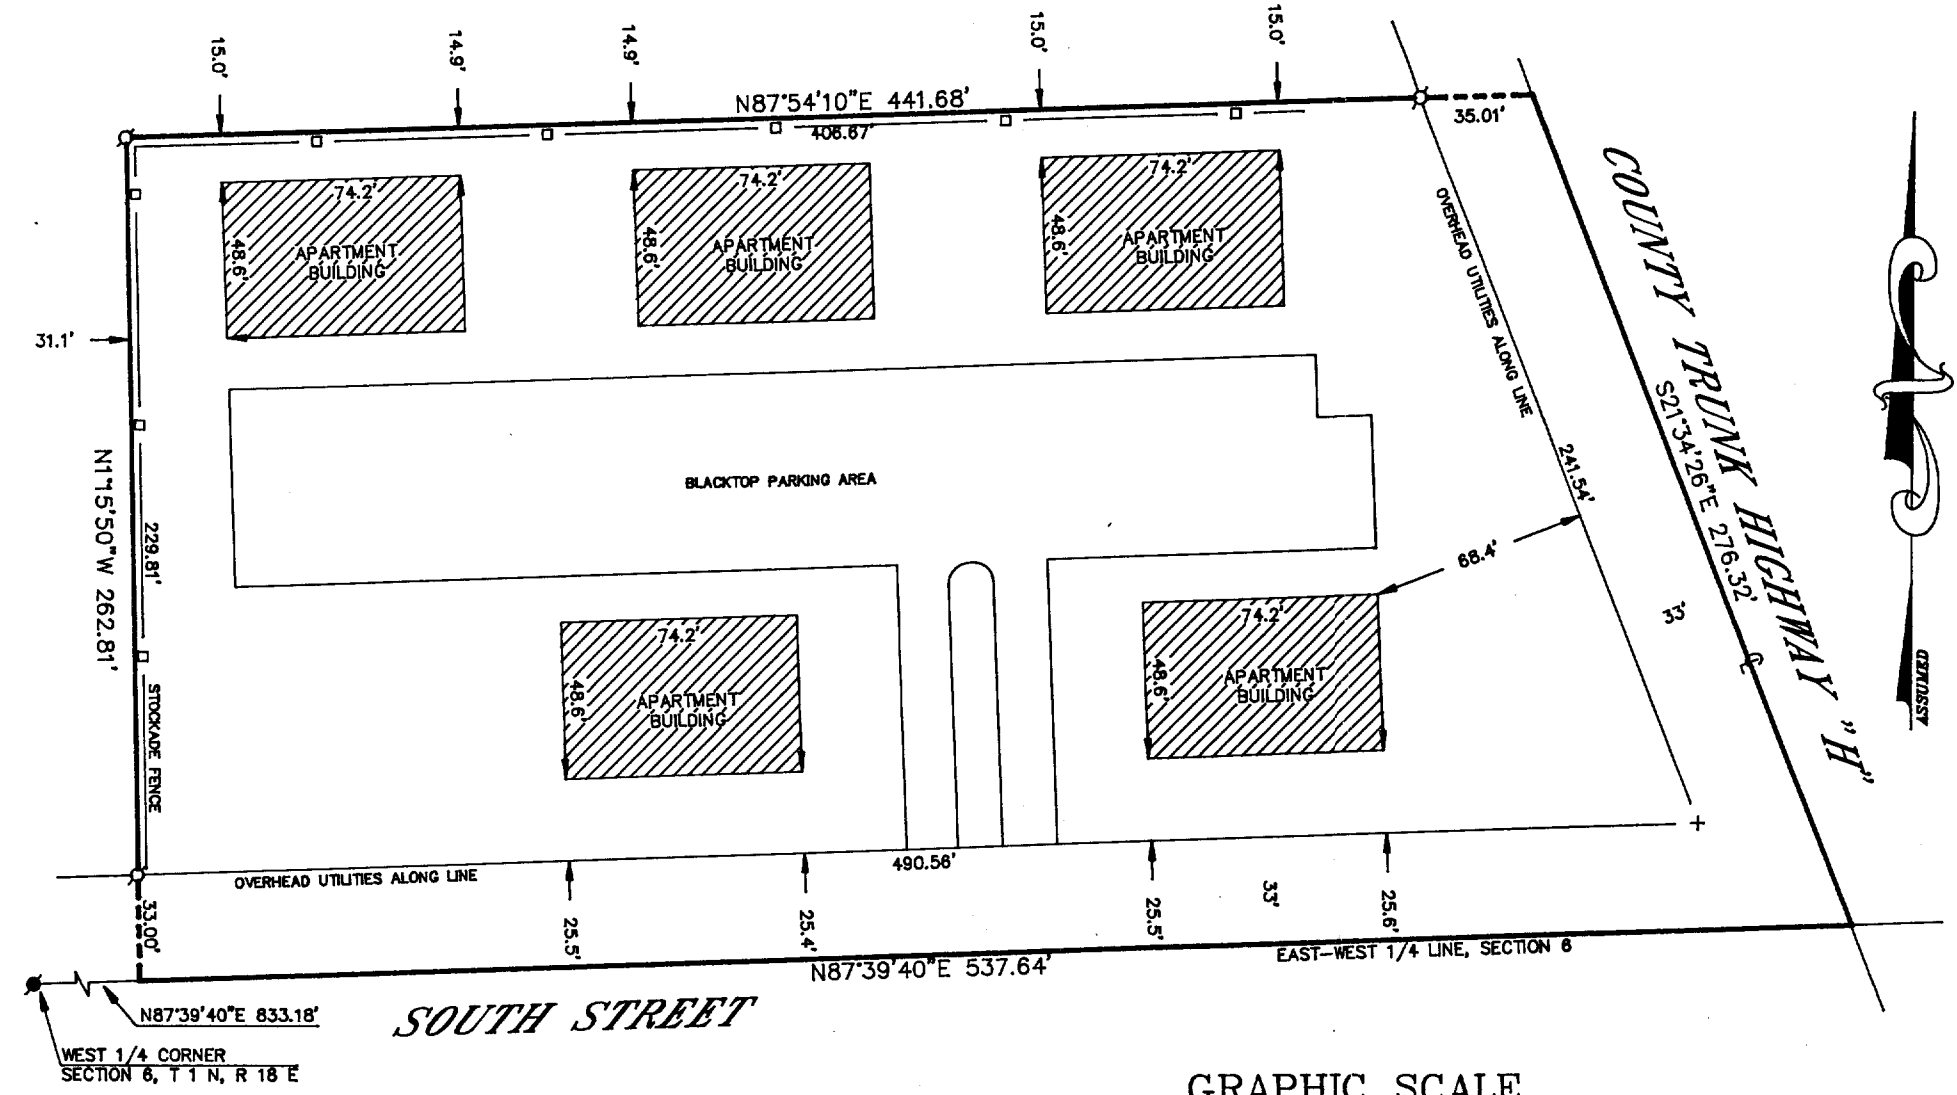 15.0'
14.9'
14.9'
15.0'
15.0'
N87°54'10"E 441.68'
406.67'
35.01'
74.2'
48.6'
APARTMENT
BUILDING
74.2'
48.6'
APARTMENT
BUILDING
74.2'
48.6'
APARTMENT
BUILDING
OVERHEAD UTILITIES ALONG LINE
COUNTY TRUNK HIGHWAY "H"
S21°34'26"E 276.32'
241.54'
31.1'
BLACKTOP PARKING AREA
N1°15'50"W 262.81'
229.81'
STOCKADE FENCE
68.4'
33'
ASSUMED
74.2'
48.6'
APARTMENT
BUILDING
74.2'
48.6'
APARTMENT
BUILDING
OVERHEAD UTILITIES ALONG LINE
490.56'
33.00'
25.5'
25.4'
25.5'
33'
25.6'
N87°39'40"E 537.64'
EAST-WEST 1/4 LINE, SECTION 6
N87°39'40"E 833.18'
SOUTH STREET
WEST 1/4 CORNER
SECTION 6, T 1 N, R 18 E
GRAPHIC SCALE